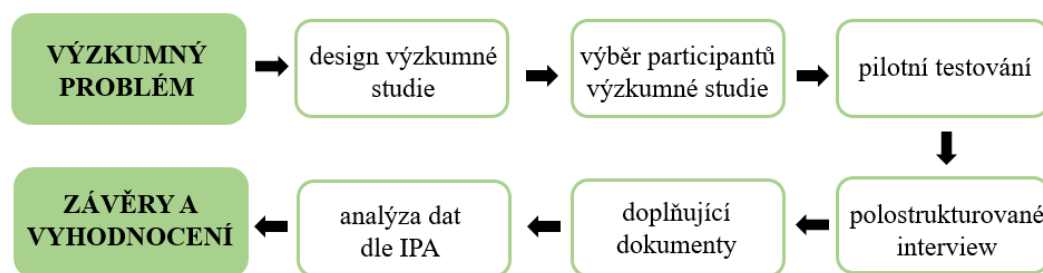 VÝZKUMNÝ
PROBLÉM
design výzkumné
studie
výběr participantů
výzkumné studie
pilotní testování
polostrukturované
interview
doplňující
dokumenty
analýza dat
dle IPA
ZÁVĚRY A
VYHODNOCENÍ